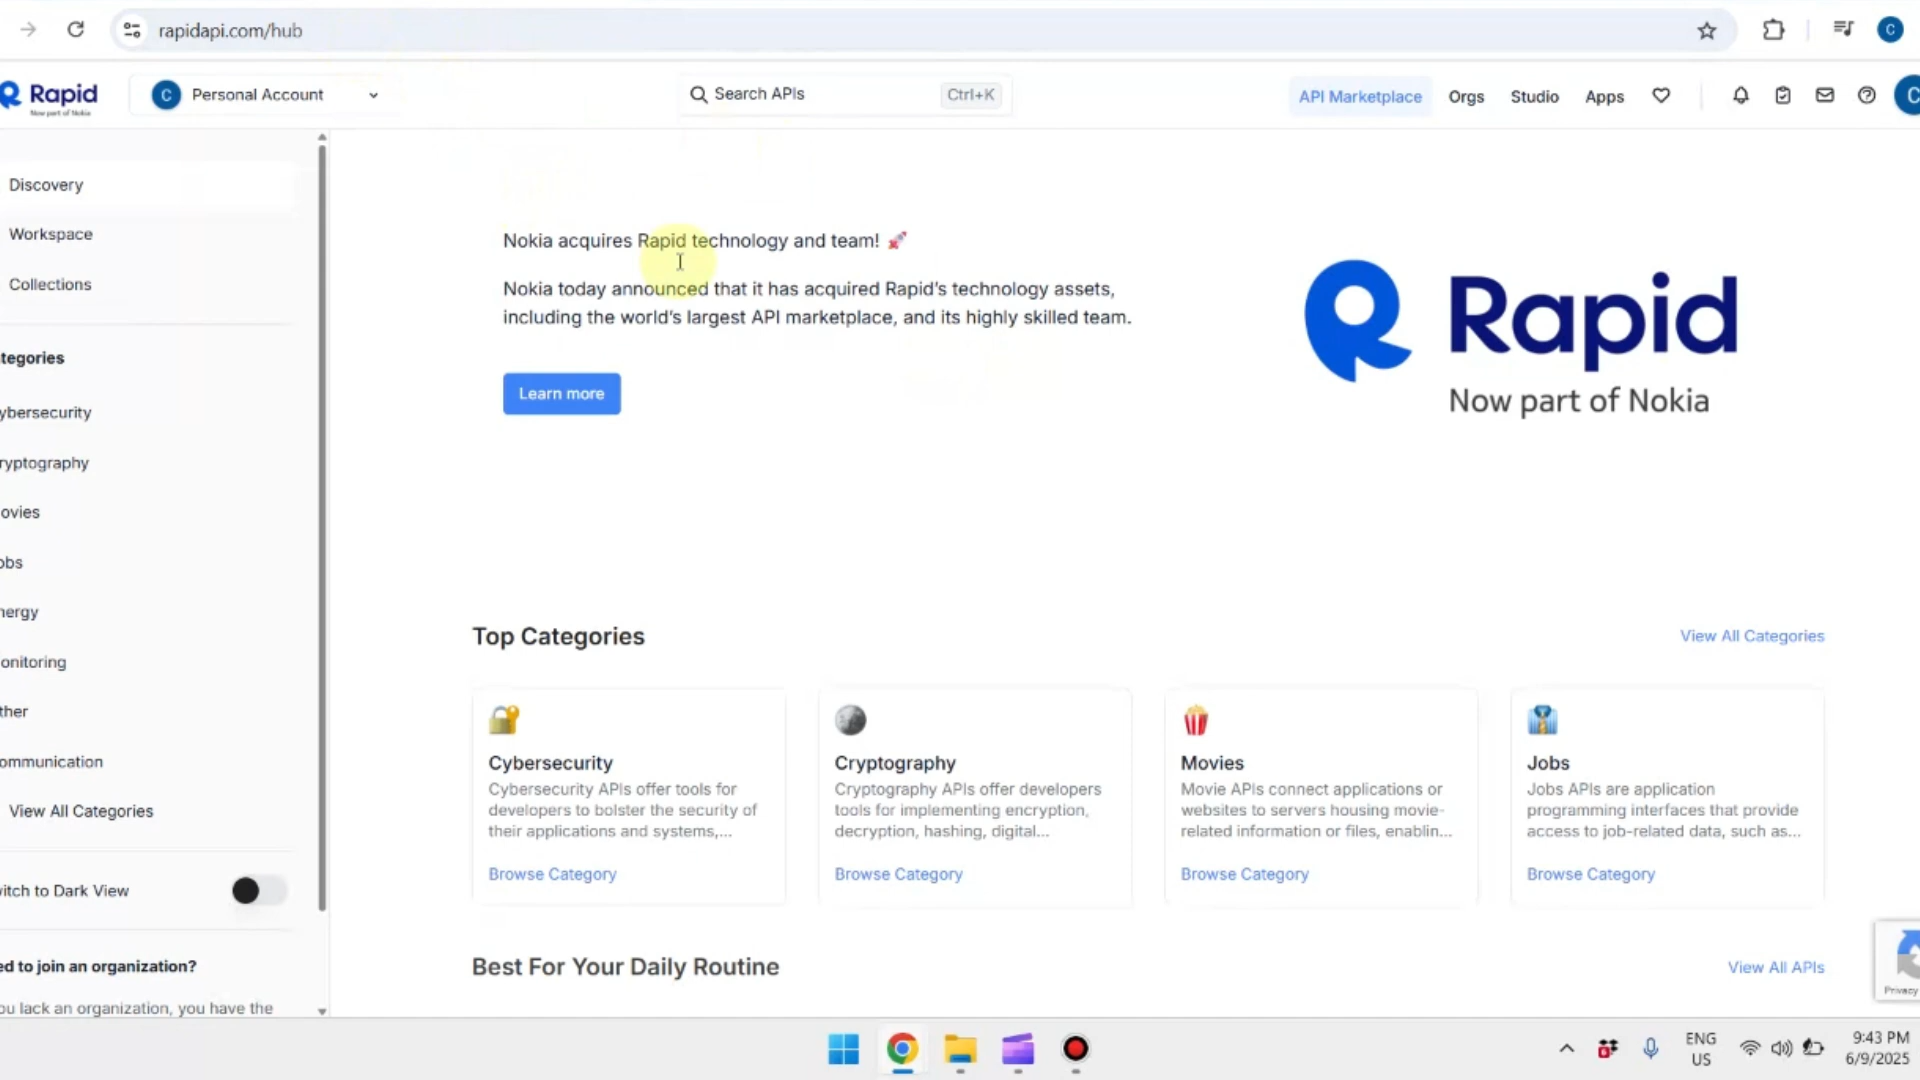 rapidapi.com/hub
Rapid
Now part of Nokia
C
Personal Account
Search APIs
Ctrl+K
API Marketplace
Orgs
Studio
Apps
C
C
Discovery
Workspace
Collections
tegories
ybersecurity
ryptography
ovies
obs
nergy
onitoring
ther
ommunication
View All Categories
itch to Dark View
ed to join an organization?
ou lack an organization, you have the
Nokia acquires Rapid technology and team! 🚀
Nokia today announced that it has acquired Rapid's technology assets,
including the world's largest API marketplace, and its highly skilled team.
Learn more
Rapid
Now part of Nokia
Top Categories
View All Categories
Cybersecurity
Cybersecurity APIs offer tools for
developers to bolster the security of
their applications and systems,...
Browse Category
Cryptography
Cryptography APIs offer developers
tools for implementing encryption,
decryption, hashing, digital...
Browse Category
Movies
Movie APIs connect applications or
websites to servers housing movie-
related information or files, enablin...
Browse Category
Jobs
Jobs APIs are application
programming interfaces that provide
access to job-related data, such as...
Browse Category
Best For Your Daily Routine
View All APIs
Privacy
ENG
US
9:43 PM
6/9/2025